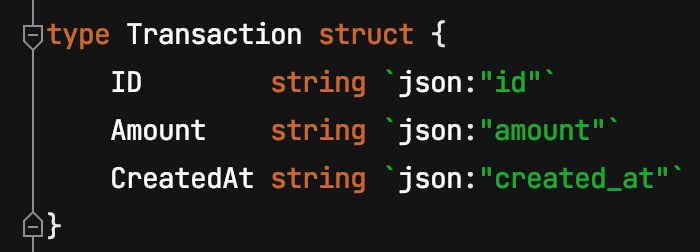 type Transaction struct {
    ID        string `json:"id"`
    Amount    string `json:"amount"`
    CreatedAt string `json:"created_at"`
}